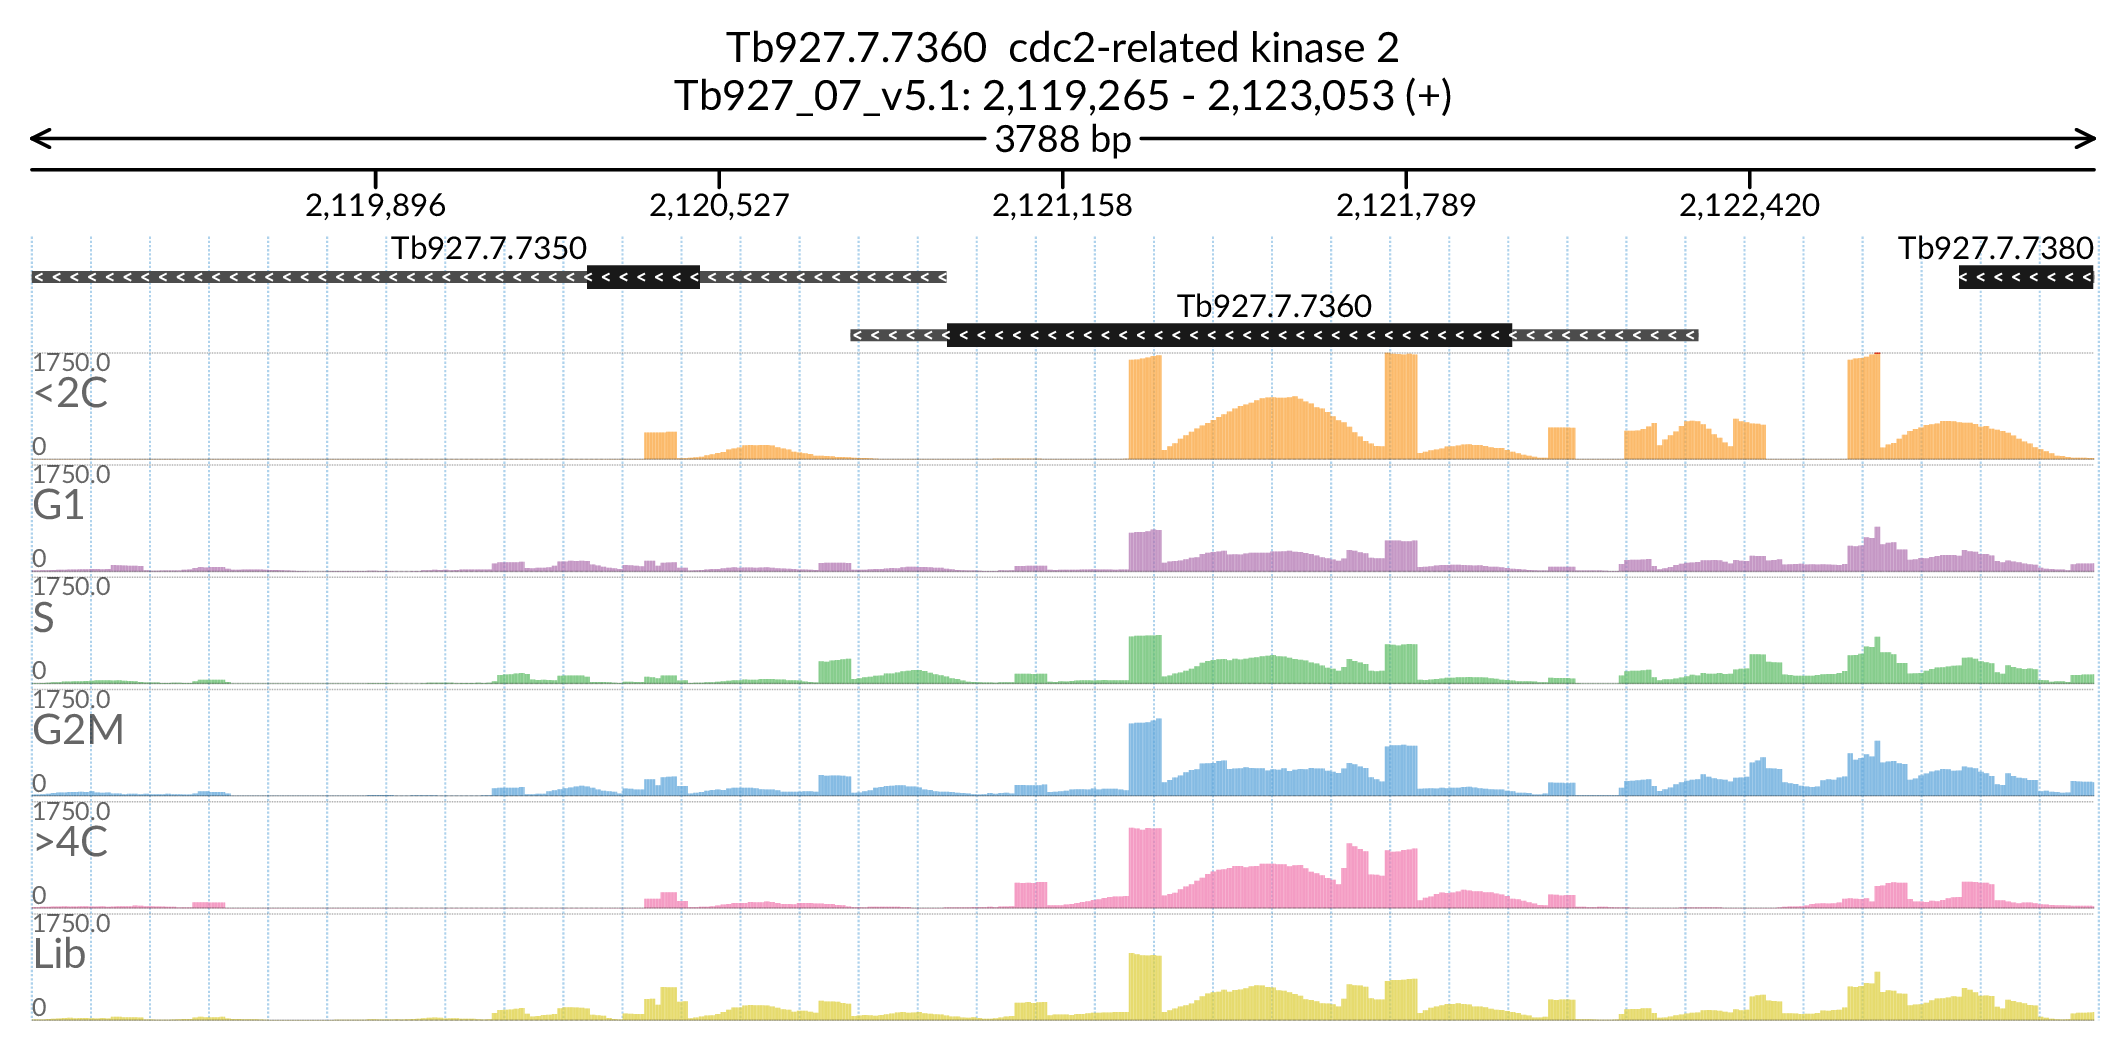 Tb927.7.7360  cdc2-related kinase 2
Tb927_07_v5.1: 2,119,265 - 2,123,053 (+)
3788 bp
2,119,896 2,120,527 2,121,158 2,121,789 2,122,420
Tb927.7.7350 Tb927.7.7380
Tb927.7.7360
1750.0
<2C
0
1750.0
G1
0
1750.0
S
0
1750.0
G2M
0
1750.0
>4C
0
1750.0
Lib
0